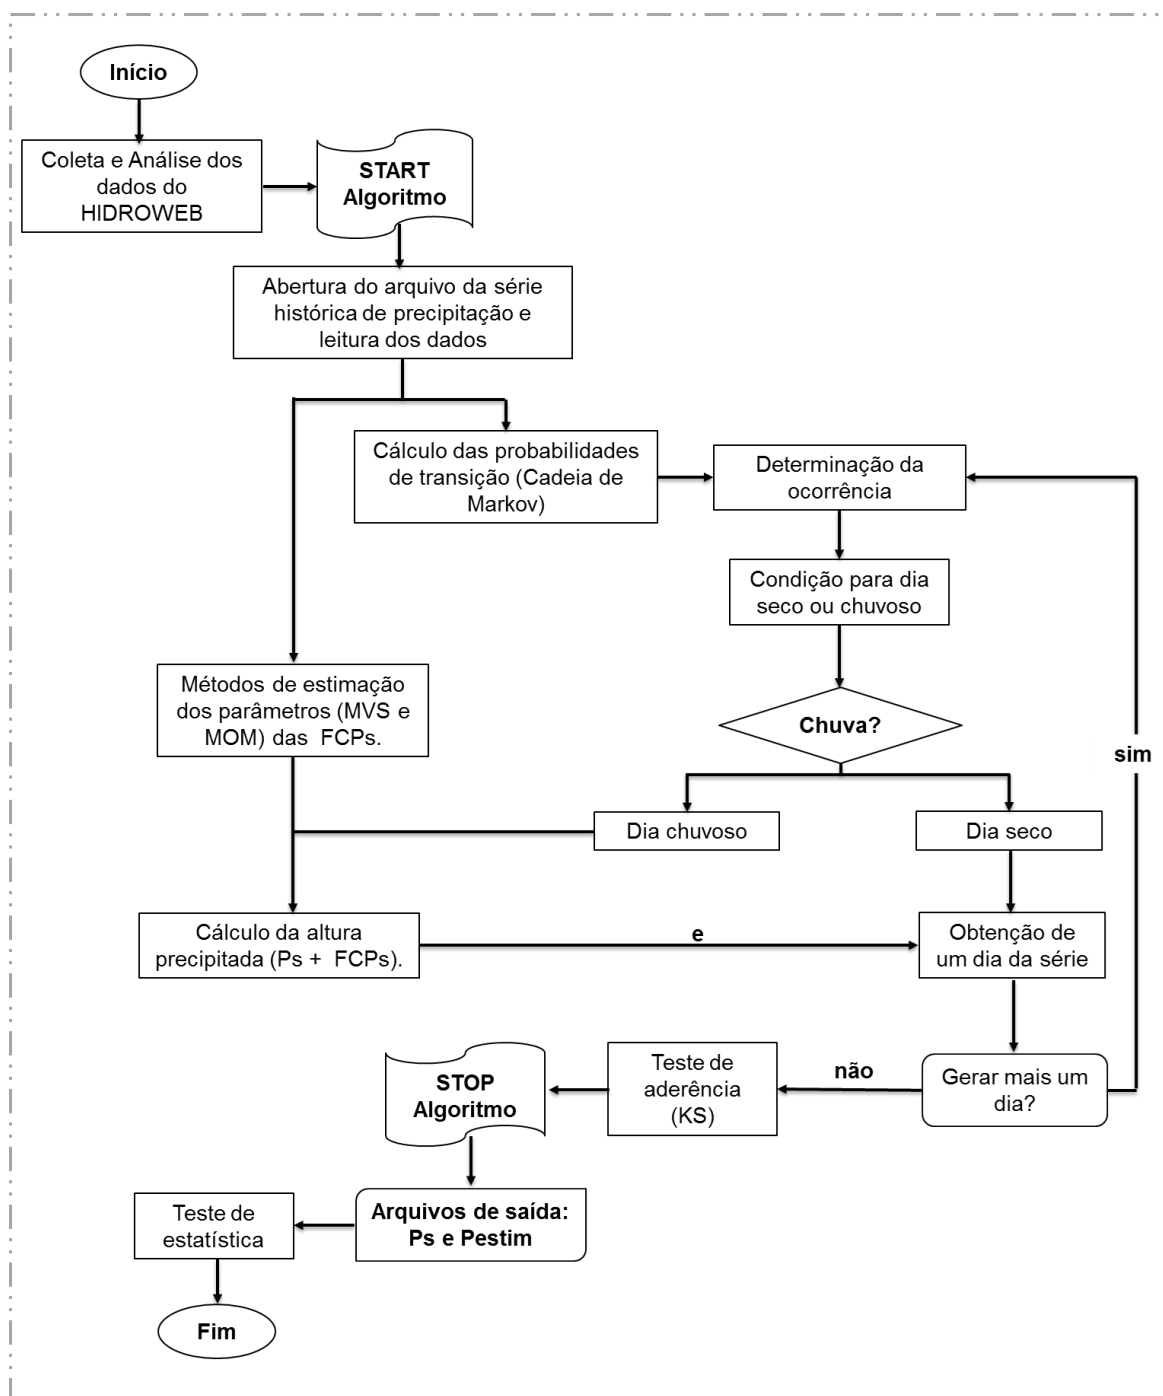 Início
Coleta e Análise dos
dados do
HIDROWEB
START
Algoritmo
Abertura do arquivo da série
histórica de precipitação e
leitura dos dados
Cálculo das probabilidades
de transição (Cadeia de
Markov)
Determinação da
ocorrência
Condição para dia
seco ou chuvoso
Métodos de estimação
dos parâmetros (MVS e
MOM) das FCPs.
Chuva?
sim
Dia chuvoso
Dia seco
Cálculo da altura
precipitada (Ps + FCPs).
e
Obtenção de
um dia da série
Gerar mais um
dia?
não
Teste de
aderência
(KS)
STOP
Algoritmo
Arquivos de saída:
Ps e Pestim
Teste de
estatística
Fim